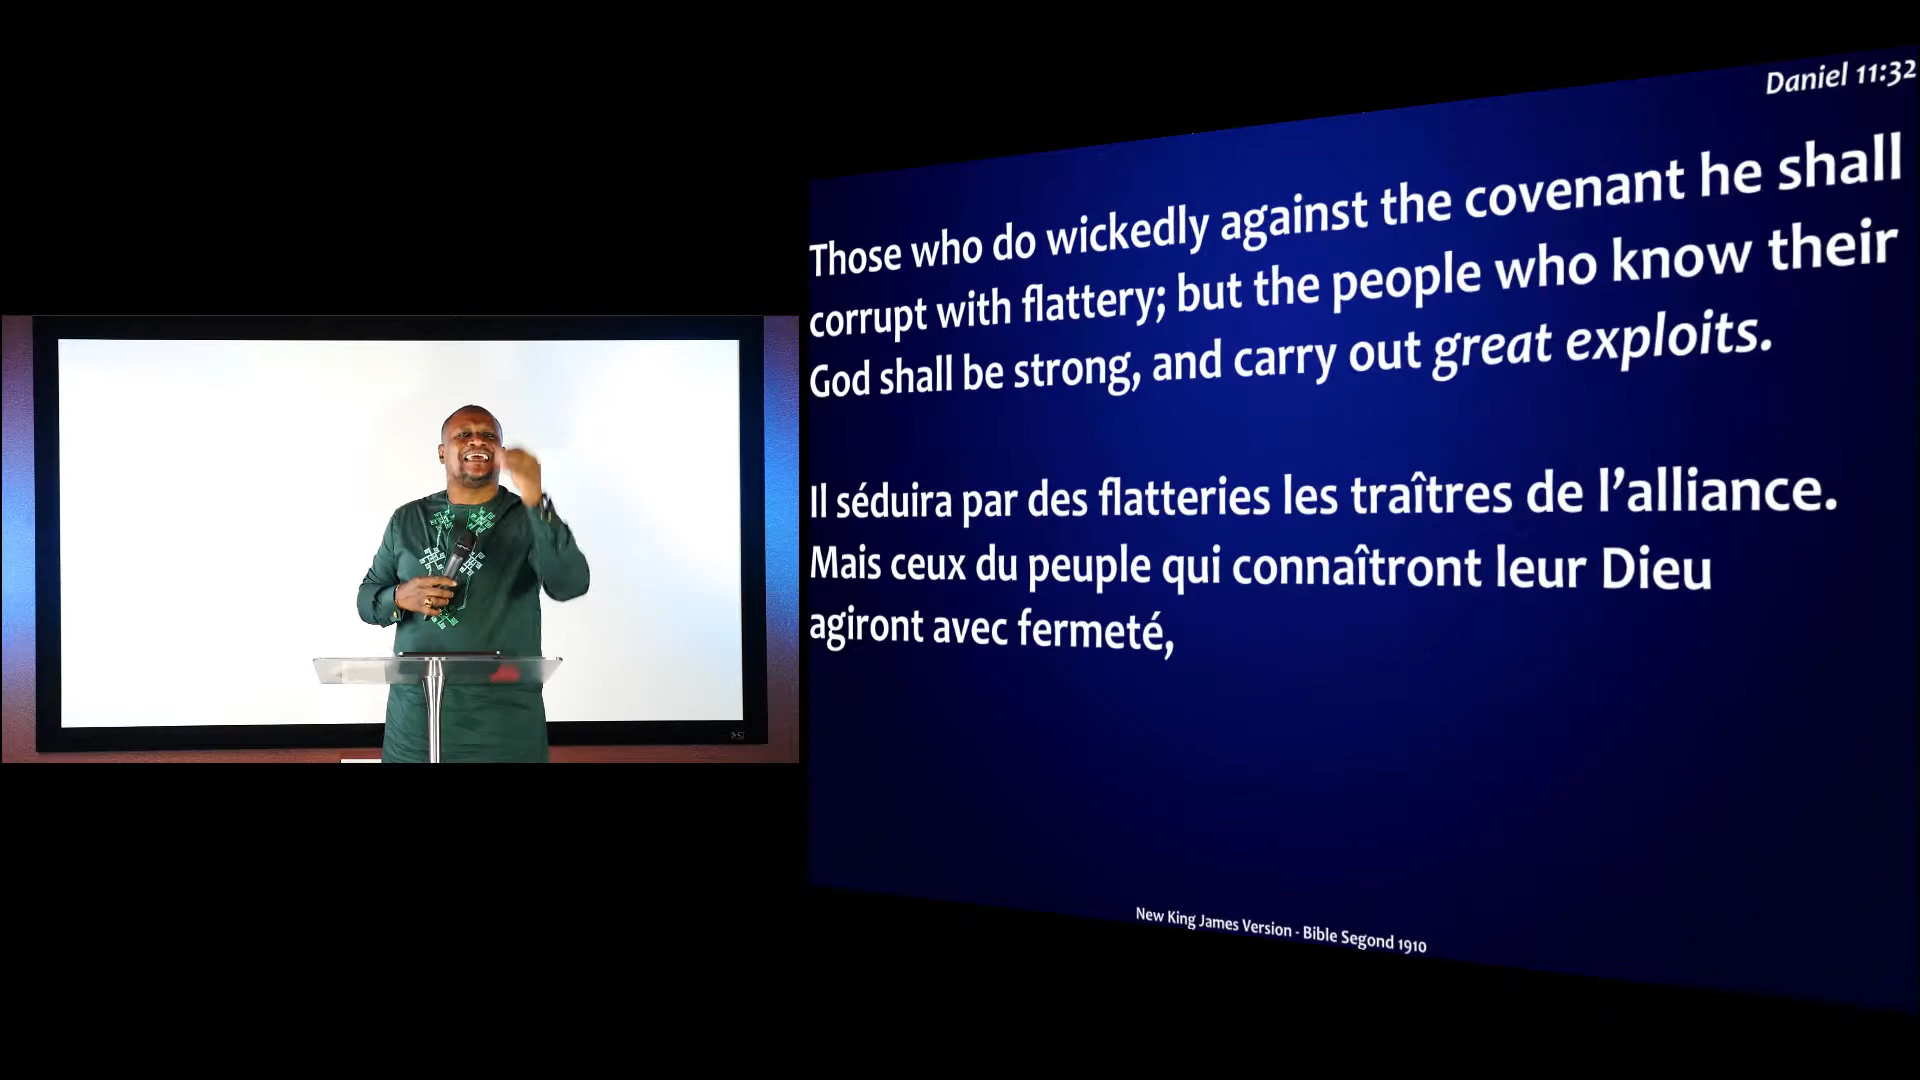 Daniel 11:32
Those who do wickedly against the covenant he shall
corrupt with flattery; but the people who know their
God shall be strong, and carry out great exploits.
Il séduira par des flatteries les traîtres de l’alliance.
Mais ceux du peuple qui connaîtront leur Dieu
agiront avec fermeté,
New King James Version - Bible Segond 1910